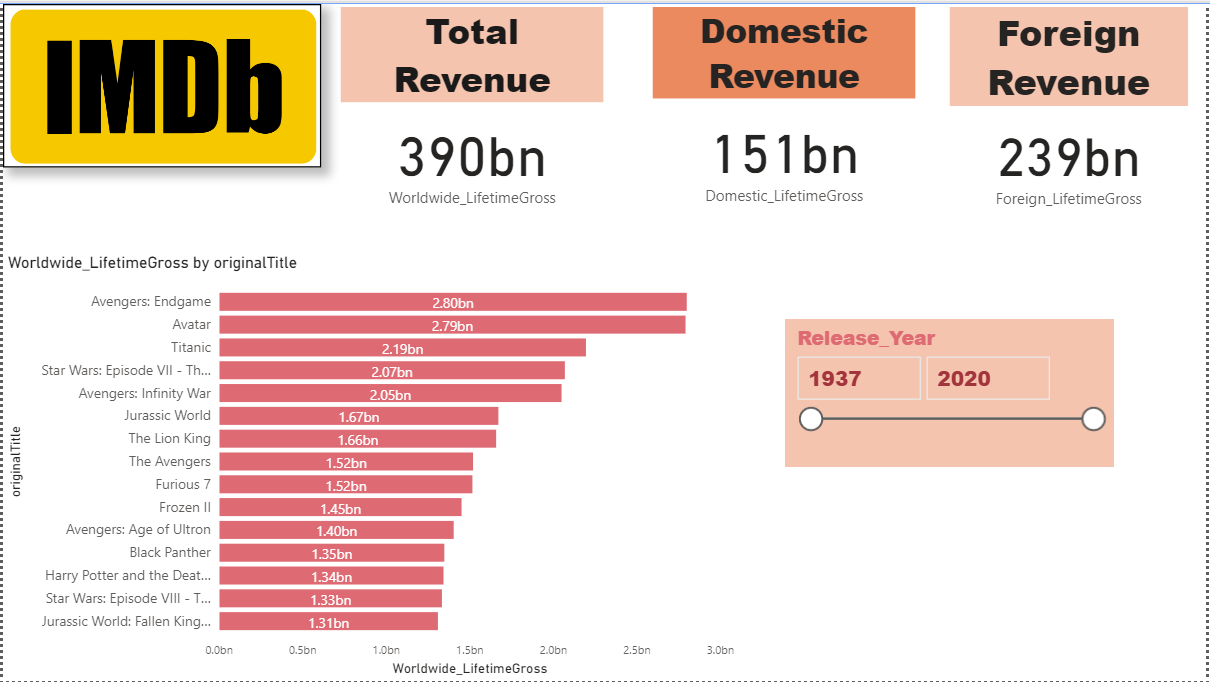 IMDb
Total
Revenue
Domestic
Revenue
Foreign
Revenue
390bn
Worldwide_LifetimeGross
151bn
Domestic_LifetimeGross
239bn
Foreign_LifetimeGross
Worldwide_LifetimeGross by originalTitle
originalTitle
Avengers: Endgame 2.80bn
Avatar 2.79bn
Titanic 2.19bn
Star Wars: Episode VII - Th... 2.07bn
Avengers: Infinity War 2.05bn
Jurassic World 1.67bn
The Lion King 1.66bn
The Avengers 1.52bn
Furious 7 1.52bn
Frozen II 1.45bn
Avengers: Age of Ultron 1.40bn
Black Panther 1.35bn
Harry Potter and the Deat... 1.34bn
Star Wars: Episode VIII - T... 1.33bn
Jurassic World: Fallen King... 1.31bn
0.0bn 0.5bn 1.0bn 1.5bn 2.0bn 2.5bn 3.0bn
Worldwide_LifetimeGross
Release_Year
1937 2020